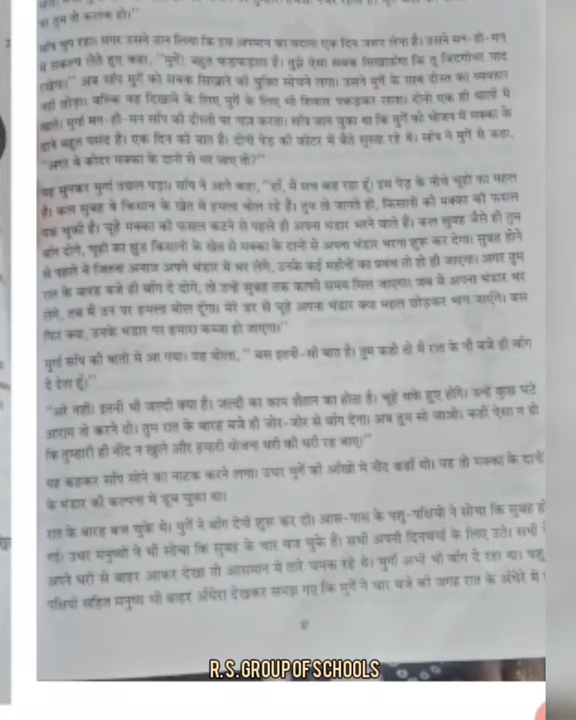 पर तुम तो कायक हो।"
साँप चुप रहा। मगर उसने ठान लिया कि इस अपमान का बदला एक दिन जरूर लेना है। उसने मन-ही-मन
में संकल्प लेते हुए कहा, "मुर्गे! बहुत फड़फड़ाता है। तुझे ऐसा सबक सिखाऊँगा कि तू जिंदगीभर याद
रखेगा।" अब साँप मुर्गे को सबक सिखाने की युक्ति सोचने लगा। उसने मुर्गे के साथ दोस्त का व्यवहार
नहीं छोड़ा। बल्कि वह दिखावे के लिए मुर्गे के लिए भी शिकार पकड़कर लाता। दोनों एक ही थाली में
खाते। मुर्गा मन-ही-मन साँप की दोस्ती पर नाज करता। साँप जान चुका था कि मुर्गे को भोजन में मक्का के
दाने बहुत पसंद हैं। एक दिन की बात है। दोनों पेड़ की कोटर में बैठे सुस्ता रहे थे। साँप ने मुर्गे से कहा,
"अगर ये कोटर मक्का के दानों से भर जाए तो?"
यह सुनकर मुर्गा उछल पड़ा। साँप ने आगे कहा, "हाँ, मैं सच कह रहा हूँ। इस पेड़ के नीचे चूहों का महल
है। कल सुबह वे किसान के खेत में हमला बोल रहे हैं। तुम तो जानते हो, किसानों की मक्का की फसल
पक चुकी है। चूहे मक्का की फसल कटने से पहले ही अपना भंडार भरने वाले हैं। कल सुबह जैसे ही तुम
बाँग दोगे, चूहों का झुंड किसानों के खेत से मक्का के दानों से अपना भंडार भरना शुरू कर देगा। सुबह होने
से पहले वे जितना अनाज अपने भंडार में भर लेंगे, उनके कई महीनों का प्रबंध तो हो ही जाएगा। अगर तुम
रात के बारह बजे ही बाँग दे दोगे, तो उन्हें सुबह तक काफी समय मिल जाएगा। जब वे अपना भंडार भर
लेंगे, तब मैं उन पर हमला बोल दूँगा। मेरे डर से चूहे अपना भंडार क्या महल छोड़कर भाग जाएँगे। बस
फिर क्या, उनके भंडार पर हमारा कब्जा हो जाएगा।"
मुर्गा साँप की बातों में आ गया। वह बोला, " बस इतनी-सी बात है। तुम कहो तो मैं रात के नौ बजे ही बाँग
दे देता हूँ।"
"अरे नहीं। इतनी भी जल्दी क्या है। जल्दी का काम शैतान का होता है। चूहे थके हुए होंगे। उन्हें कुछ घंटे
आराम तो करने दो। तुम रात के बारह बजे ही जोर-जोर से बाँग देना। अब तुम सो जाओ। कहीं ऐसा न हो
कि तुम्हारी ही नींद न खुले और हमारी योजना धरी की धरी रह जाए।"
यह कहकर साँप सोने का नाटक करने लगा। उधर मुर्गे की आँखों में नींद कहाँ थी। वह तो मक्का के दानों
के भंडार की कल्पना में डूब चुका था।
रात के बारह बज चुके थे। मुर्गे ने बाँग देनी शुरू कर दी। आस-पास के पशु-पक्षियों ने सोचा कि सुबह हो
गई। उधर मनुष्यों ने भी सोचा कि सुबह के चार बज चुके हैं। सभी अपनी दिनचर्या के लिए उठे। सभी ने
अपने घरों से बाहर आकर देखा तो आसमान में तारे चमक रहे थे। मुर्गा अभी भी बाँग दे रहा था। पशु
पक्षियों सहित मनुष्य भी बाहर अँधेरा देखकर समझ गए कि मुर्गे ने चार बजे की जगह रात के अँधेरे में
R.S. GROUP OF SCHOOLS